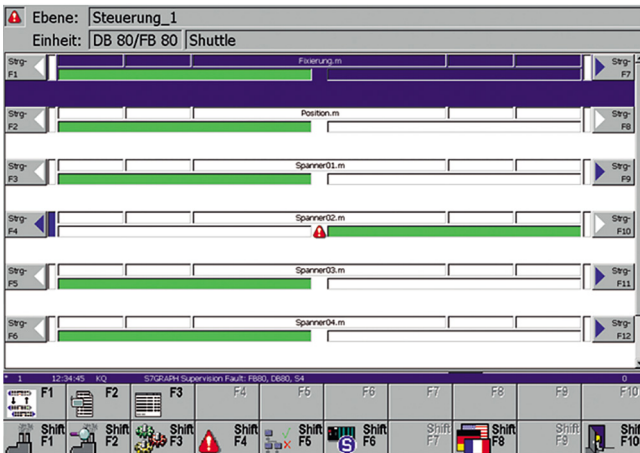 Ebene: Steuerung_1
Einheit: DB 80/FB 80 Shuttle
Strg- Fixierung.m Strg-
F1 F7
Strg- Position.m Strg-
F2 F8
Strg- Spanner01.m Strg-
F3 F9
Strg- Spanner02.m Strg-
F4 F10
Strg- Spanner03.m Strg-
F5 F11
Strg- Spanner04.m Strg-
F6 F12
* 1 12:34:45 KQ S7GRAPH Supervision Fault: FB80, DB80, S4 0
F1 F2 F3 F4 F5 F6 F7 F8 F9 F10
Shift Shift Shift Shift Shift Shift Shift Shift Shift Shift
F1 F2 F3 F4 F5 S F6 F7 F8 F9 F10